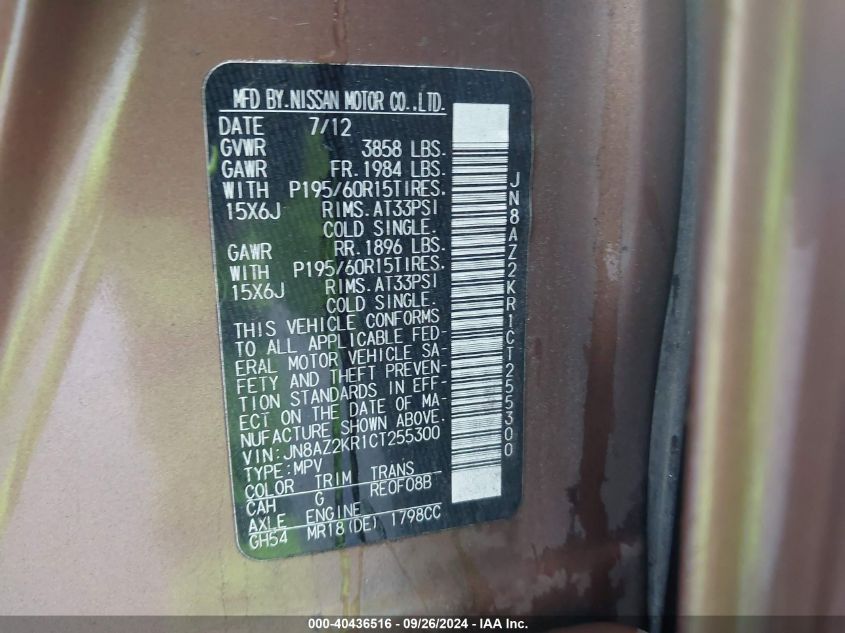 MFD BY.NISSAN MOTOR CO.,LTD.
DATE 7/12
GVWR 3858 LBS.
GAWR FR.1984 LBS.
WITH P195/60R15TIRES.
15X6J RIMS.AT33PSI
COLD SINGLE.
GAWR RR.1896 LBS.
WITH P195/60R15TIRES.
15X6J RIMS.AT33PSI
COLD SINGLE.
THIS VEHICLE CONFORMS
TO ALL APPLICABLE FED-
ERAL MOTOR VEHICLE SA-
FETY AND THEFT PREVEN-
TION STANDARDS IN EFF-
ECT ON THE DATE OF MA-
NUFACTURE SHOWN ABOVE.
VIN:JN8AZ2KR1CT255300
TYPE:MPV
COLOR TRIM TRANS
CAH G RE0F08B
AXLE ENGINE
GH54 MR18(DE) 1798CC
JN8AZ2KR1CT255300
000-40436516 - 09/26/2024 - IAA Inc.